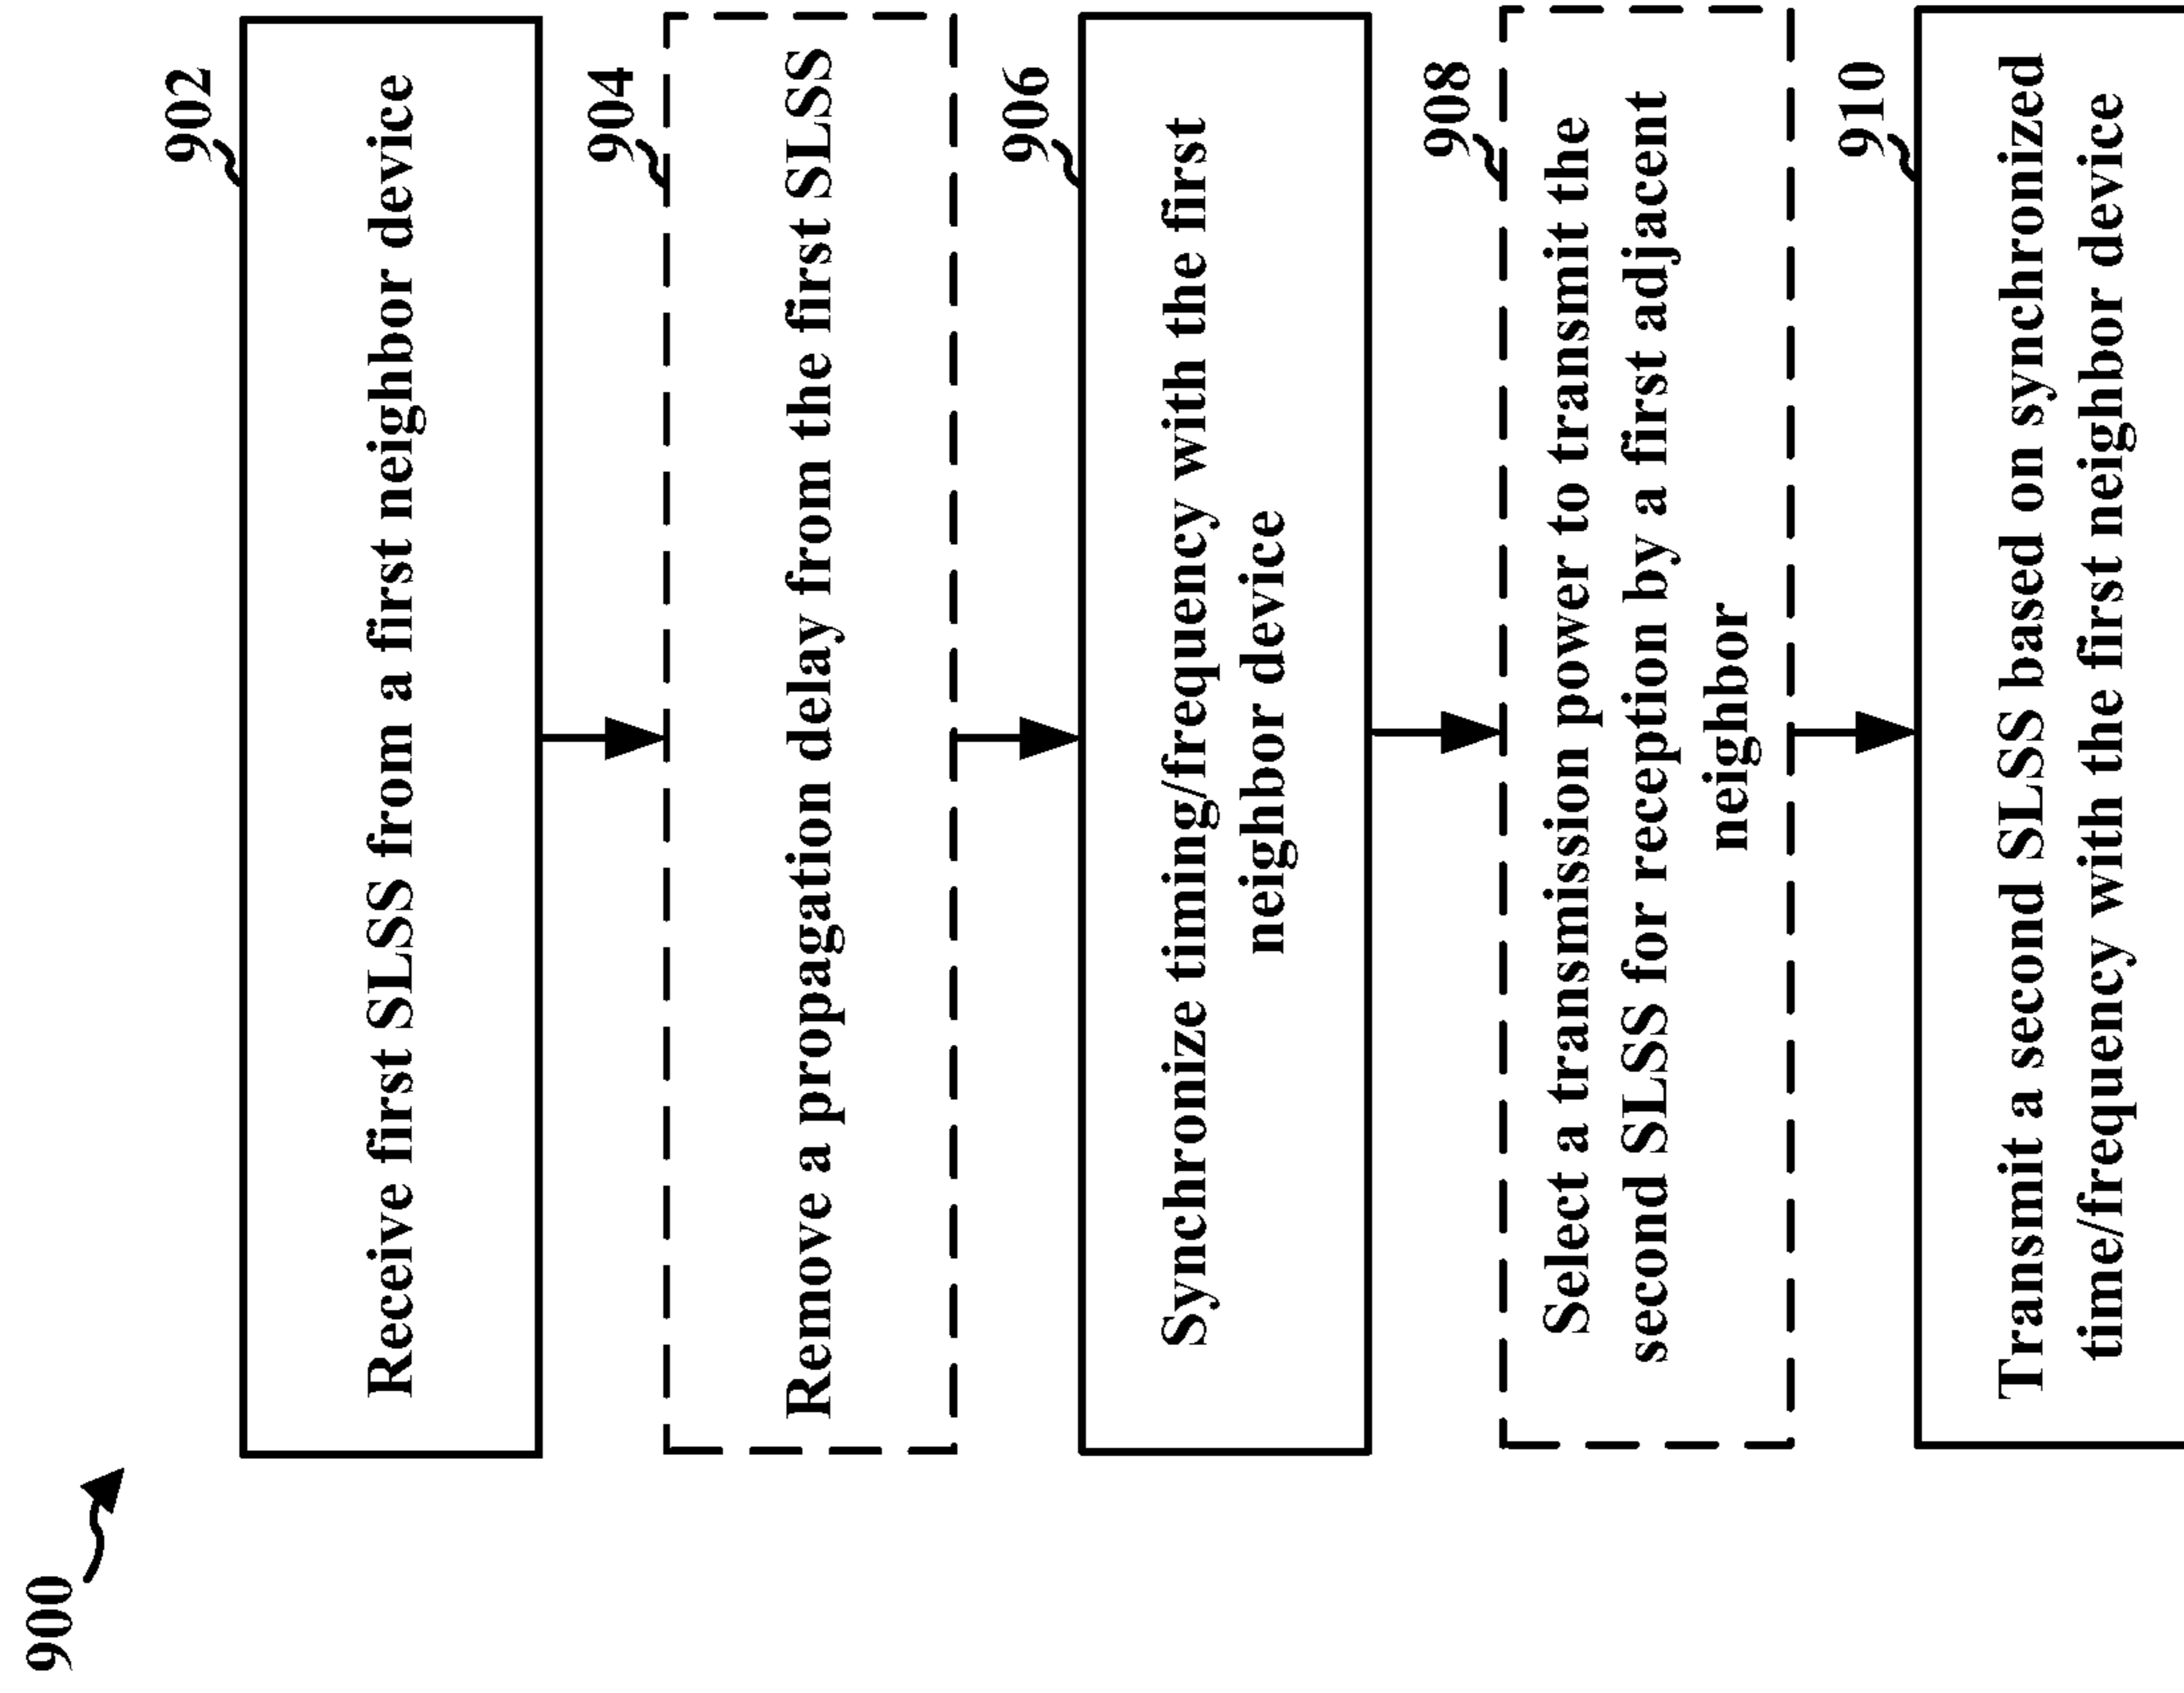 900
902
Receive first SLSS from a first neighbor device
904
Remove a propagation delay from the first SLSS
906
Synchronize timing/frequency with the first
neighbor device
908
Select a transmission power to transmit the
second SLSS for reception by a first adjacent
neighbor
910
Transmit a second SLSS based on synchronized
time/frequency with the first neighbor device